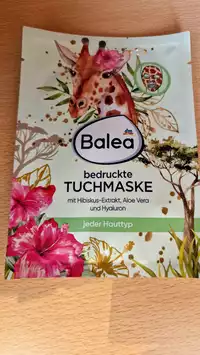 Balea
bedruckte
TUCHMASKE
mit Hibiskus-Extrakt, Aloe Vera
und Hyaluron
Jeder Hauttyp